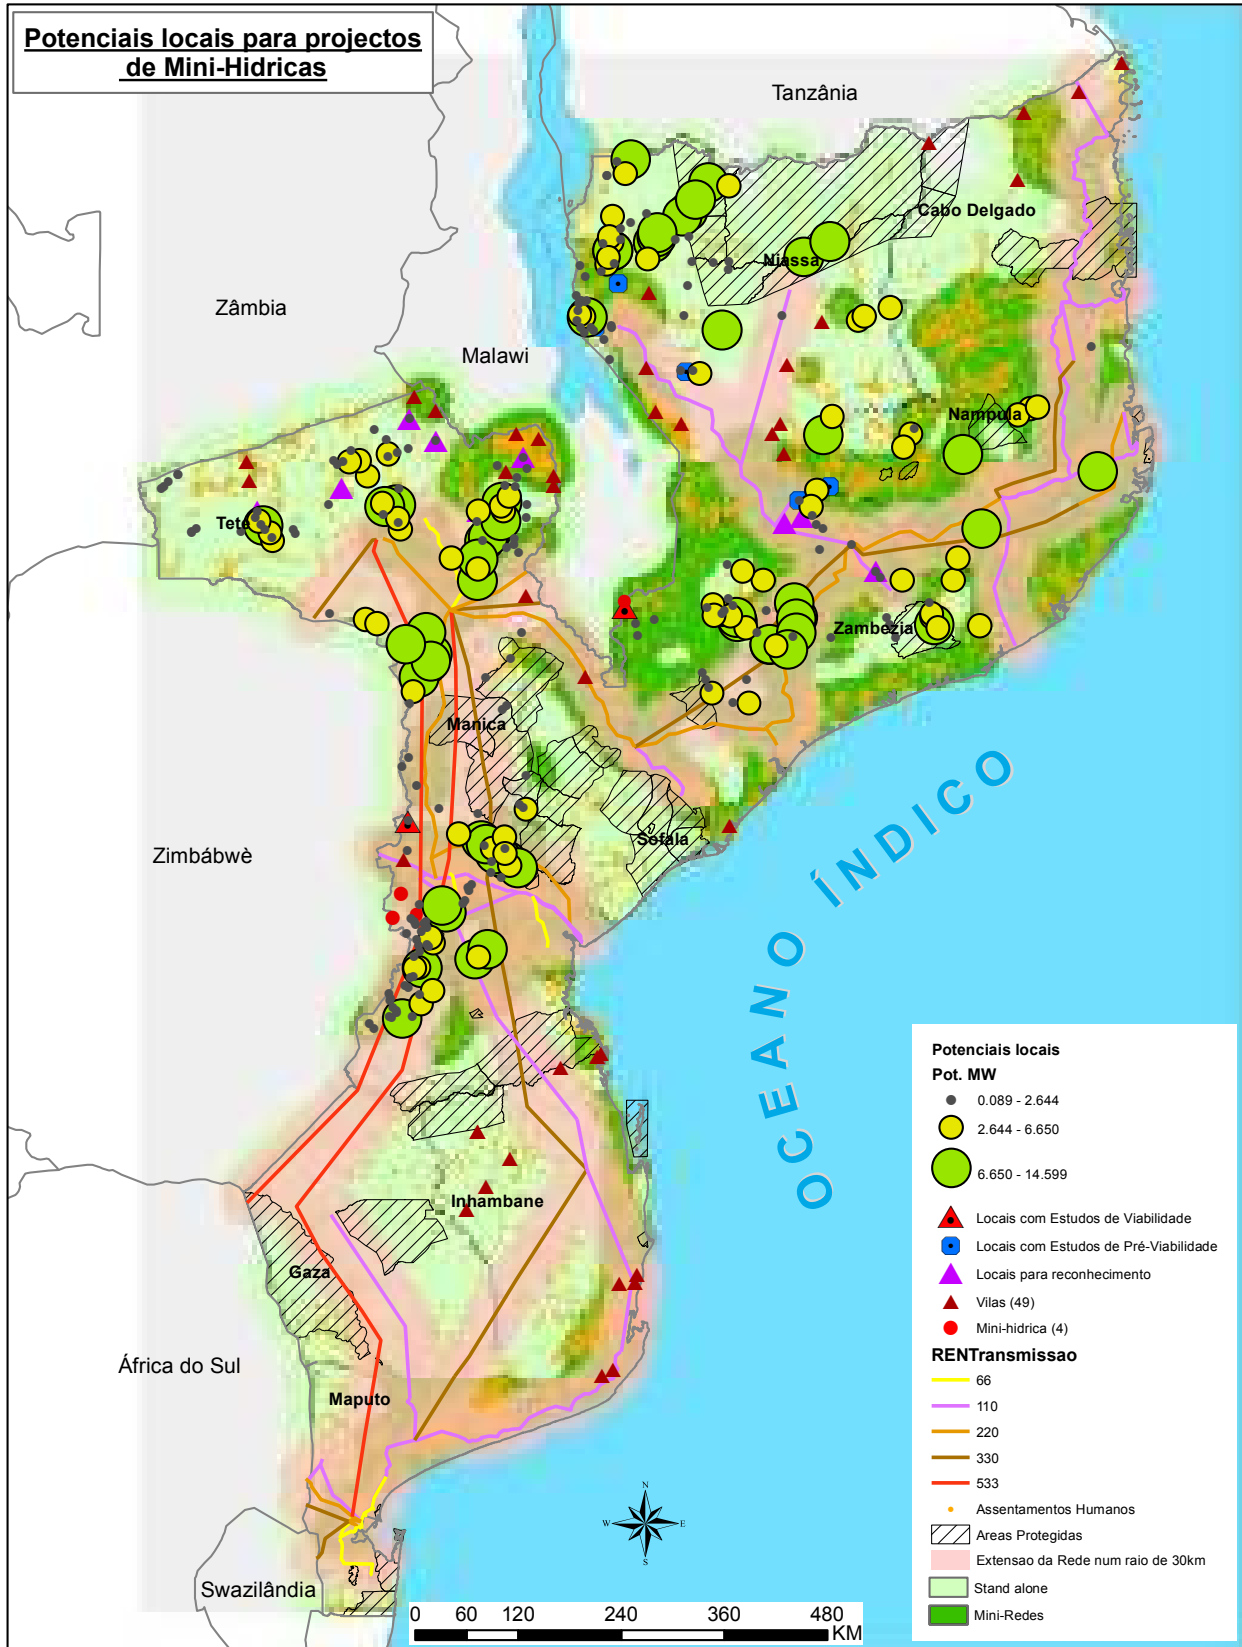 Potenciais locais para projectos
de Mini-Hidricas
Tanzânia
Cabo Delgado
Niassa
Zâmbia
Malawi
Nampula
Tete
Zambezia
Manica
Sofala
Zimbábwè
OCEANO ÍNDICO
Inhambane
Gaza
África do Sul
Maputo
Swazilândia
N
W
E
S
0 60 120 240 360 480
KM
Potenciais locais
Pot. MW
0.089 - 2.644
2.644 - 6.650
6.650 - 14.599
Locais com Estudos de Viabilidade
Locais com Estudos de Pré-Viabilidade
Locais para reconhecimento
Vilas (49)
Mini-hidrica (4)
RENTransmissao
66
110
220
330
533
Assentamentos Humanos
Areas Protegidas
Extensao da Rede num raio de 30km
Stand alone
Mini-Redes